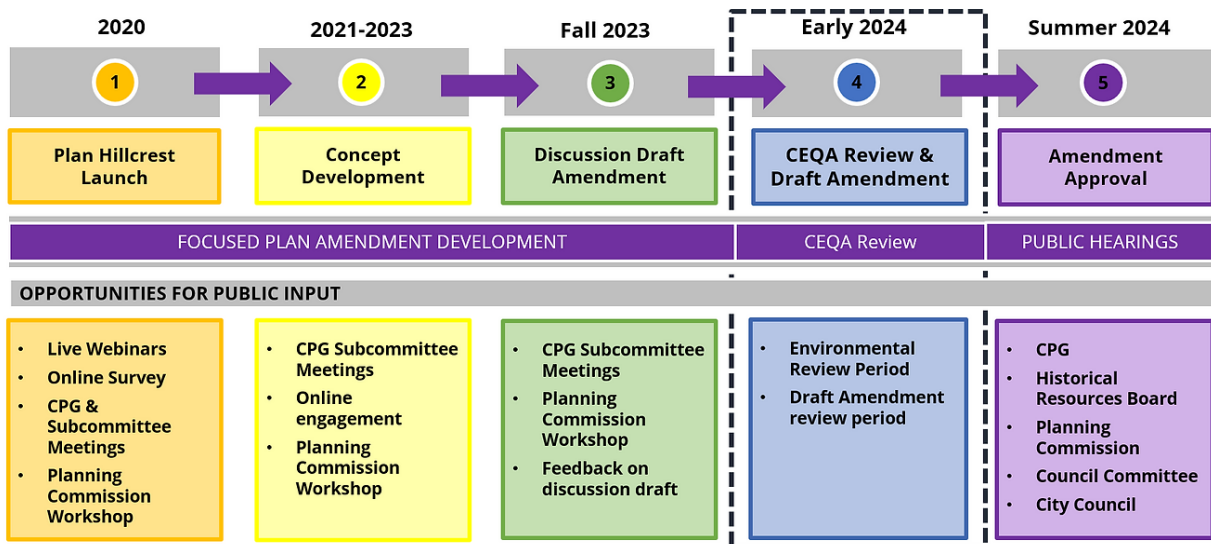 2020
2021-2023
Fall 2023
Early 2024
Summer 2024
1
2
3
4
5
Plan Hillcrest
Launch
Concept
Development
Discussion Draft
Amendment
CEQA Review &
Draft Amendment
Amendment
Approval
FOCUSED PLAN AMENDMENT DEVELOPMENT
CEQA Review
PUBLIC HEARINGS
OPPORTUNITIES FOR PUBLIC INPUT
• Live Webinars
• Online Survey
• CPG &
Subcommittee
Meetings
• Planning
Commission
Workshop
• CPG Subcommittee
Meetings
• Online
engagement
• Planning
Commission
Workshop
• CPG Subcommittee
Meetings
• Planning
Commission
Workshop
• Feedback on
discussion draft
• Environmental
Review Period
• Draft Amendment
review period
• CPG
• Historical
Resources Board
• Planning
Commission
• Council Committee
• City Council